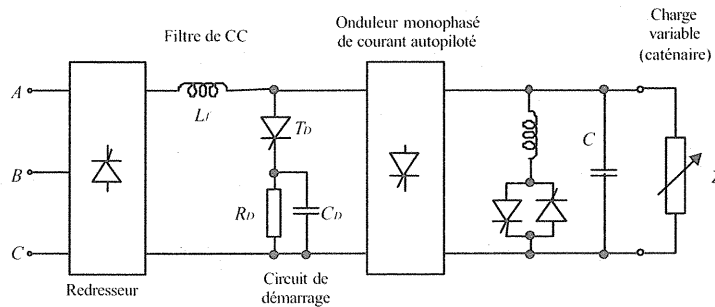 Onduleur monophasé
de courant autopiloté
Charge
variable
(caténaire)
Filtre de CC
A
Lf
TD
C
B
RD
CD
C
Circuit de
démarrage
Redresseur